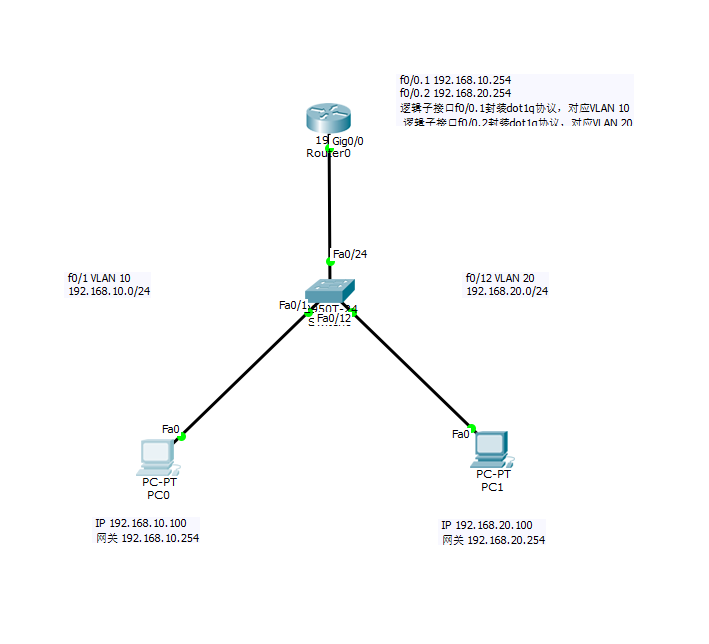 f0/0.1 192.168.10.254
f0/0.2 192.168.20.254
逻辑子接口f0/0.1封装dot1q协议，对应VLAN 10
逻辑子接口f0/0.2封装dot1q协议，对应VLAN 20
19
Gig0/0
Router0
Fa0/24
f0/1 VLAN 10
192.168.10.0/24
f0/12 VLAN 20
192.168.20.0/24
Fa0/1
Fa0/12
Fa0
PC-PT
PC0
Fa0
PC-PT
PC1
IP 192.168.10.100
网关 192.168.10.254
IP 192.168.20.100
网关 192.168.20.254